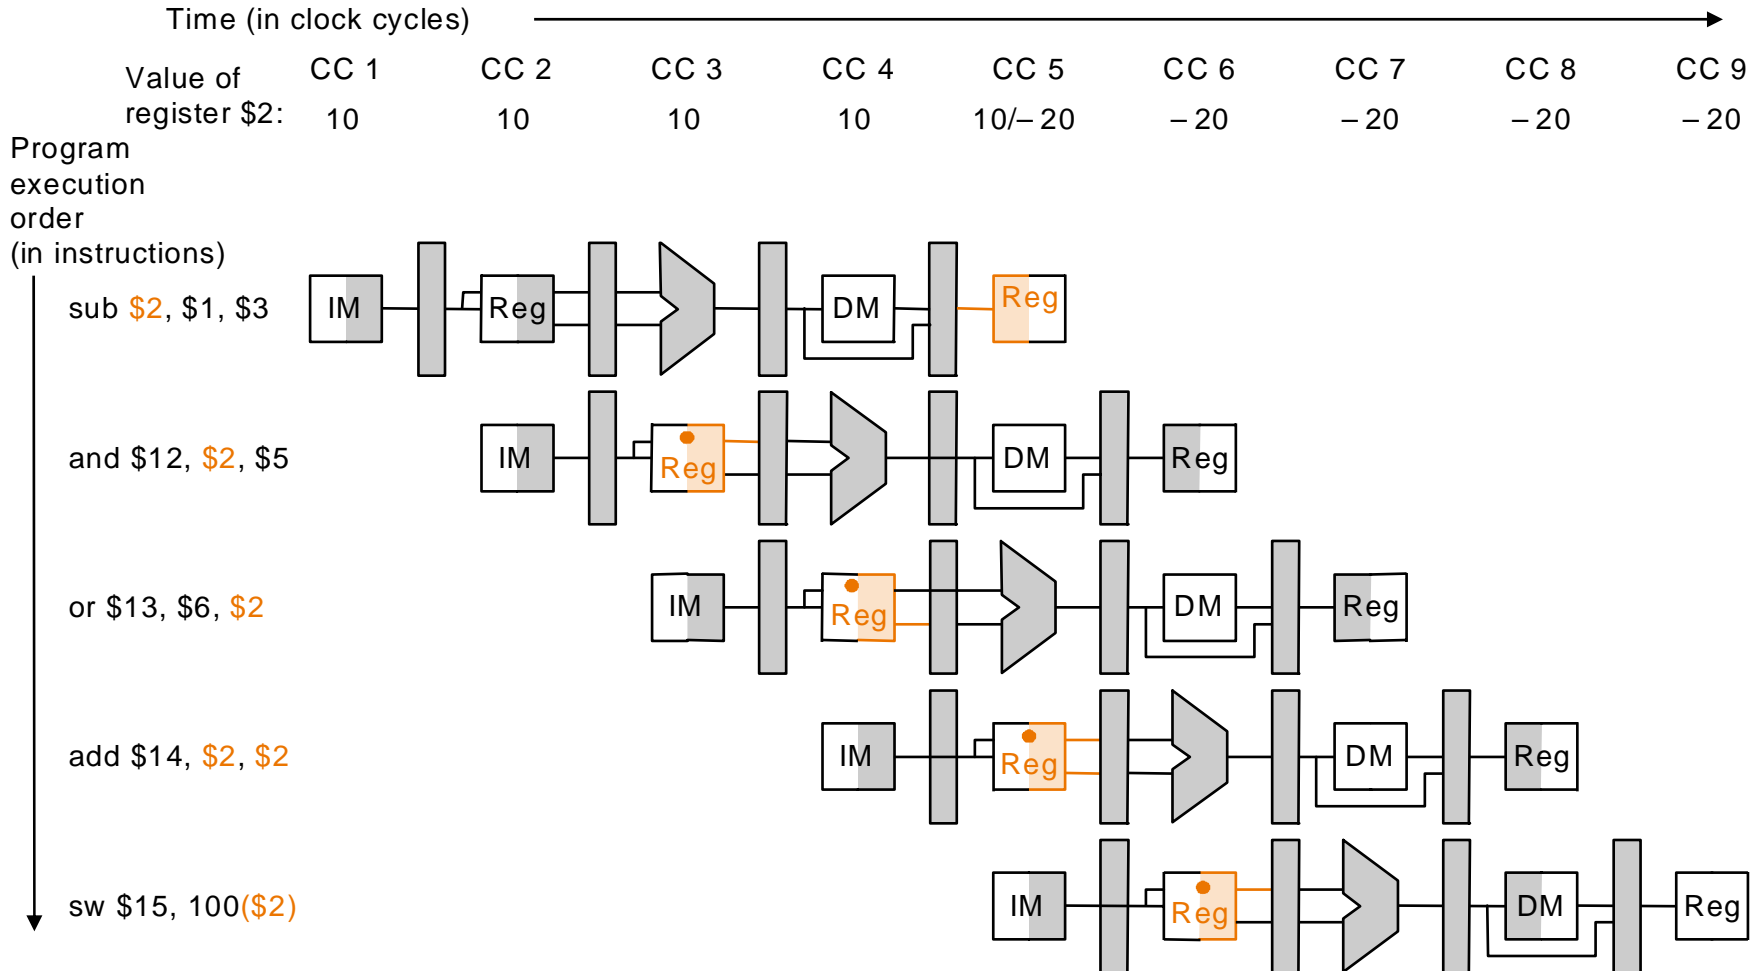 Time (in clock cycles)
Value of register $2:
CC 1 CC 2 CC 3 CC 4 CC 5 CC 6 CC 7 CC 8 CC 9
10 10 10 10 10/– 20 – 20 – 20 – 20 – 20
Program
execution
order
(in instructions)
sub $2, $1, $3
IM Reg DM Reg
and $12, $2, $5
IM Reg DM Reg
or $13, $6, $2
IM Reg DM Reg
add $14, $2, $2
IM Reg DM Reg
sw $15, 100($2)
IM Reg DM Reg